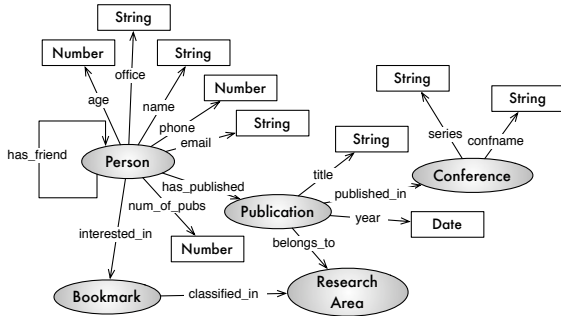 String
Number
office
String
age
name
Number
phone
email
String
String
String
String
series
confname
has_friend
Person
title
Conference
has_published
published_in
num_of_pubs
Publication
year
Date
interested_in
Number
belongs_to
Bookmark
classified_in
Research
Area